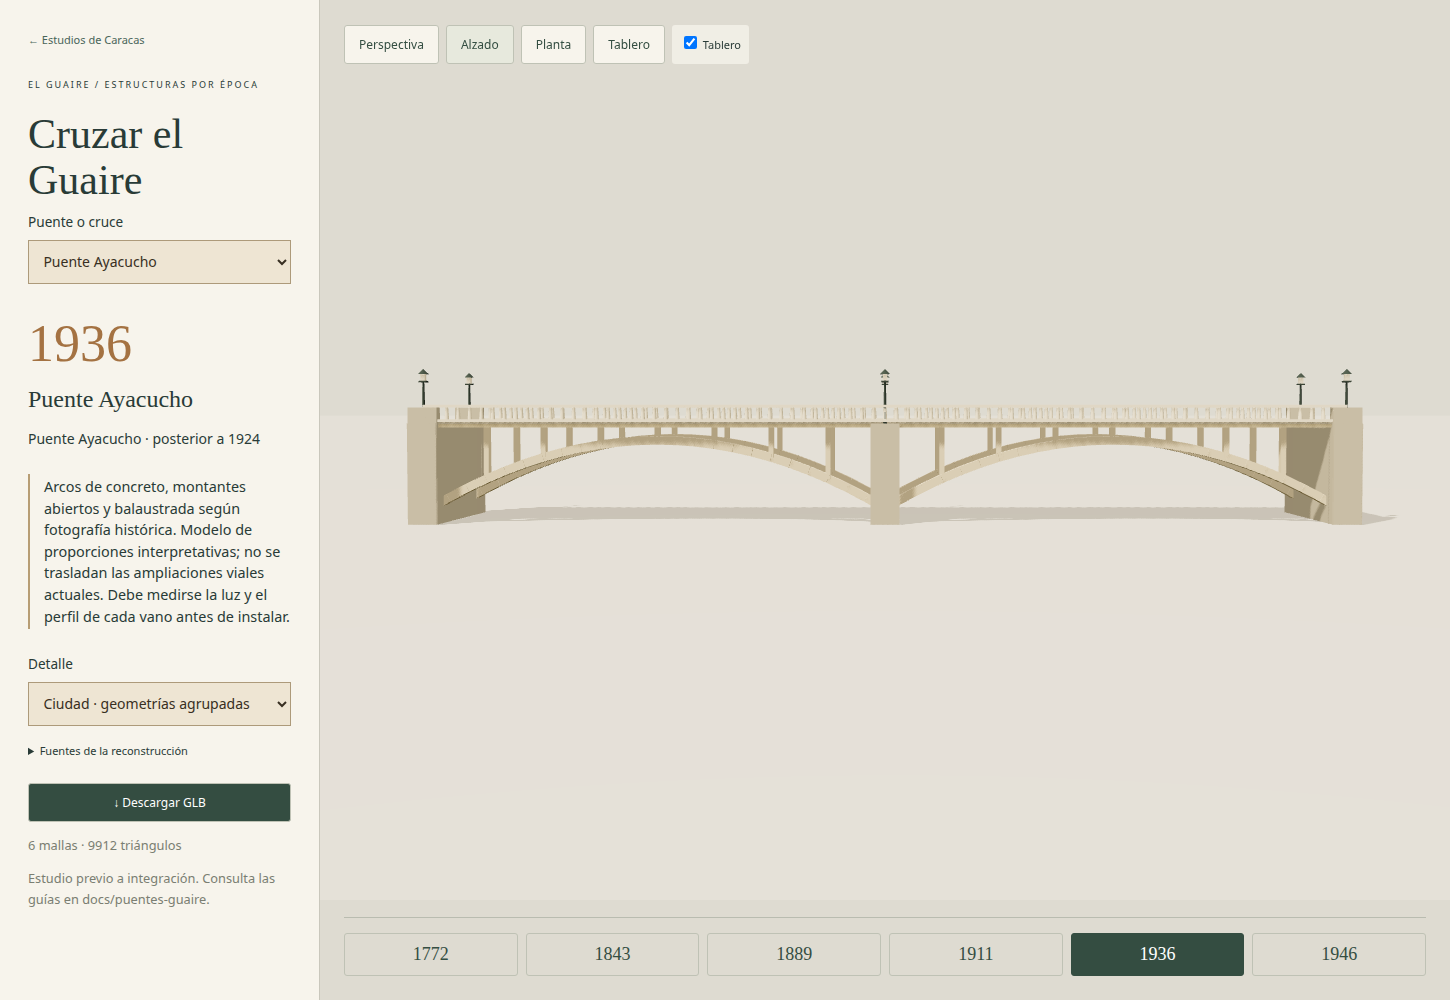 ← Estudios de Caracas
EL GUAIRE / ESTRUCTURAS POR ÉPOCA
Cruzar el
Guaire
Puente o cruce
Puente Ayacucho
1936
Puente Ayacucho
Puente Ayacucho · posterior a 1924
Arcos de concreto, montantes
abiertos y balaustrada según
fotografía histórica. Modelo de
proporciones interpretativas; no se
trasladan las ampliaciones viales
actuales. Debe medirse la luz y el
perfil de cada vano antes de instalar.
Detalle
Ciudad · geometrías agrupadas
▶ Fuentes de la reconstrucción
↓ Descargar GLB
6 mallas · 9912 triángulos
Estudio previo a integración. Consulta las
guías en docs/puentes-guaire.
Perspectiva Alzado Planta Tablero Tablero
1772 1843 1889 1911 1936 1946